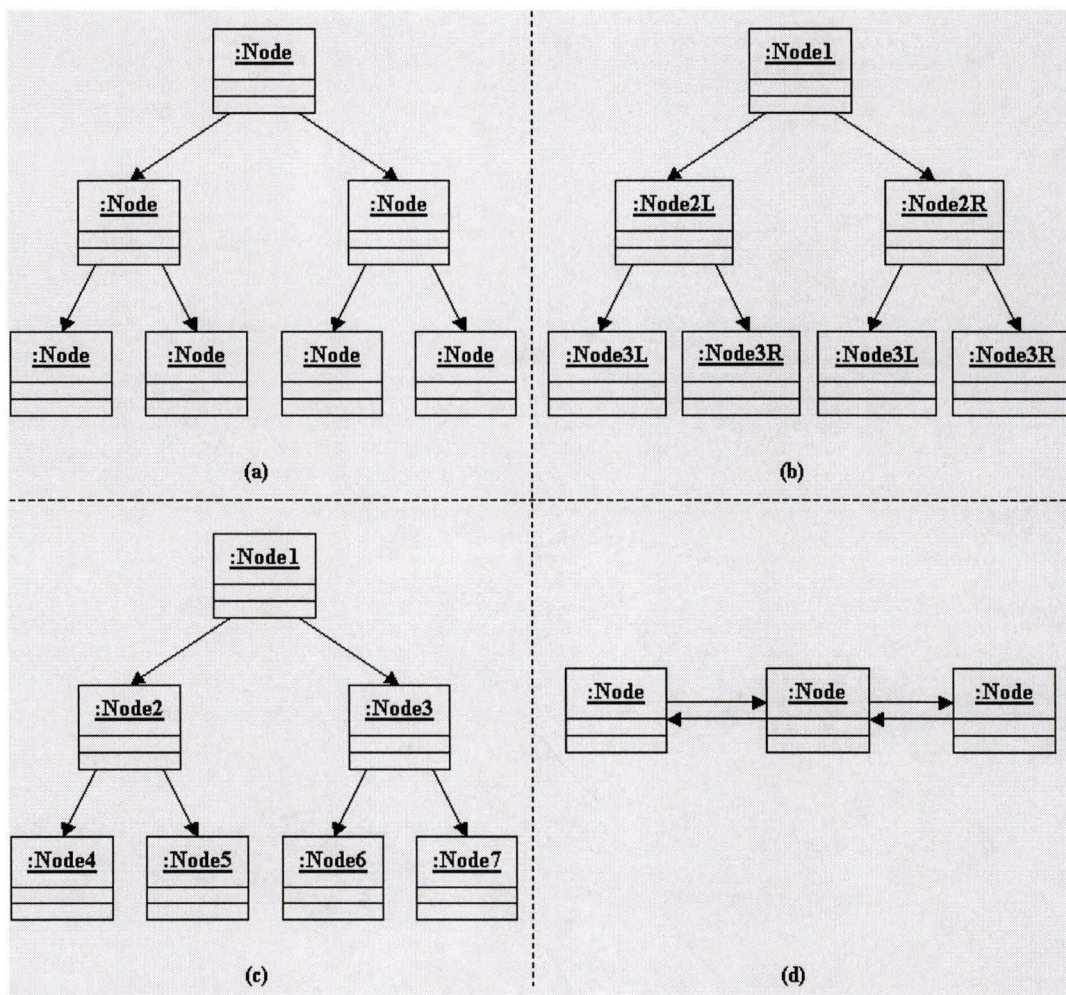 :Node
:Node :Node
:Node :Node :Node :Node
(a)
:Node1
:Node2L :Node2R
:Node3L :Node3R :Node3L :Node3R
(b)
:Node1
:Node2 :Node3
:Node4 :Node5 :Node6 :Node7
(c)
:Node :Node :Node
(d)